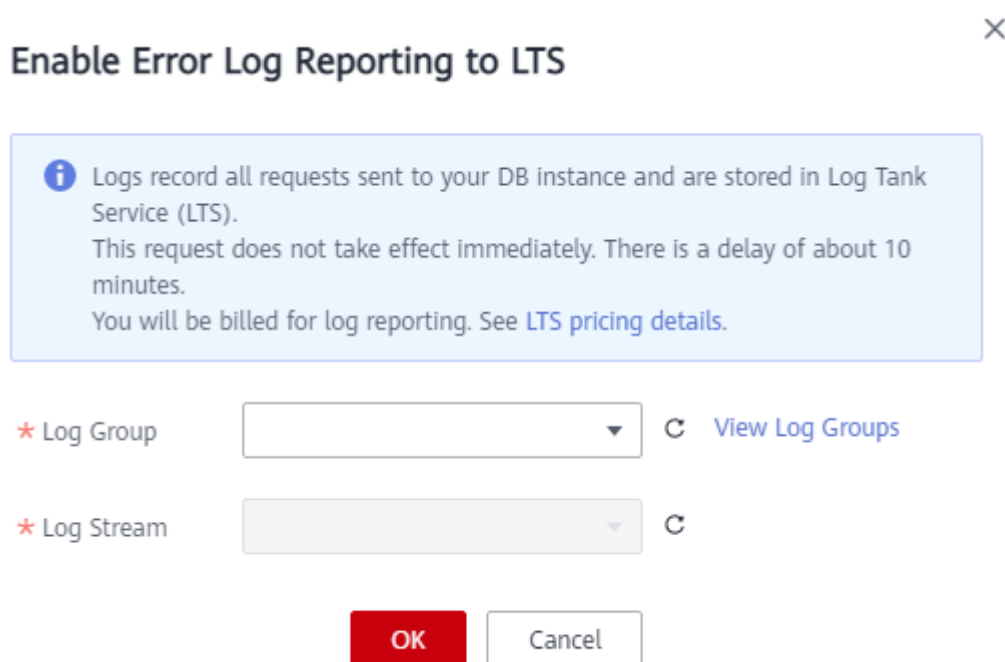 Enable Error Log Reporting to LTS
Logs record all requests sent to your DB instance and are stored in Log Tank
Service (LTS).
This request does not take effect immediately. There is a delay of about 10
minutes.
You will be billed for log reporting. See LTS pricing details.
* Log Group
View Log Groups
* Log Stream
OK
Cancel